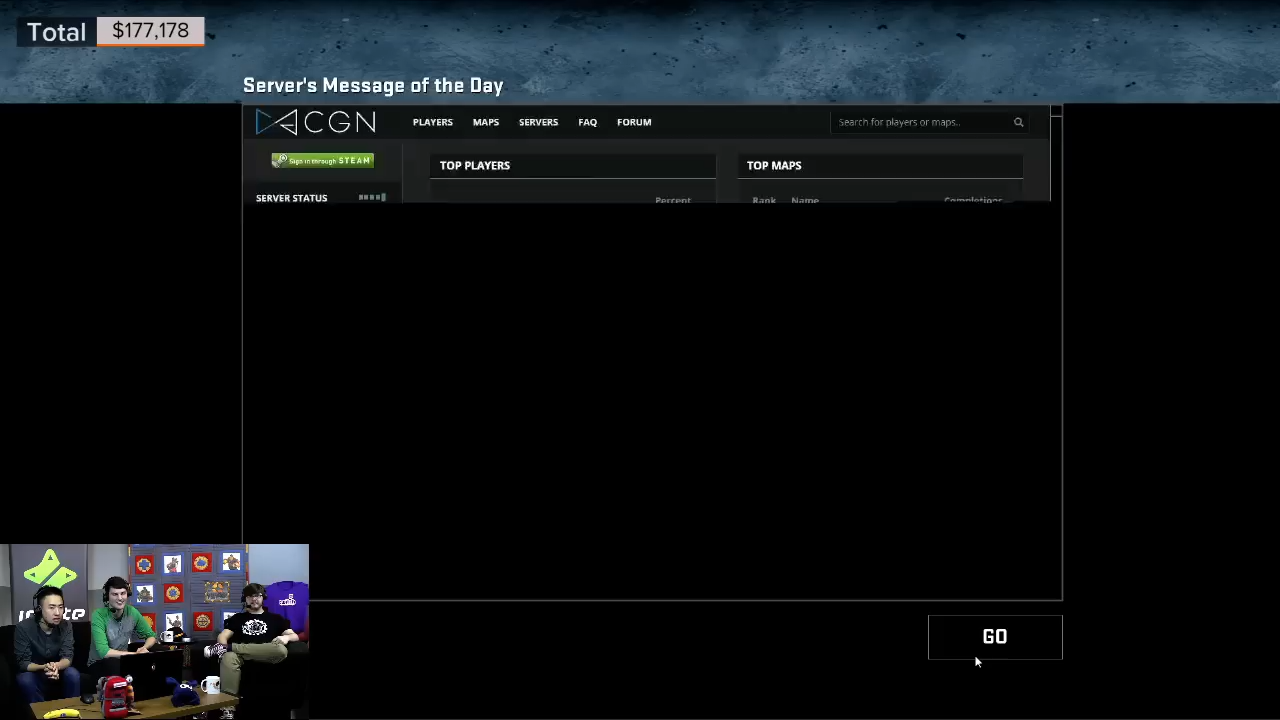 Total $177,178
Server's Message of the Day
CGN PLAYERS MAPS SERVERS FAQ FORUM Search for players or maps..
Sign in through STEAM
TOP PLAYERS TOP MAPS
SERVER STATUS
Percent Rank Name Completions
GO